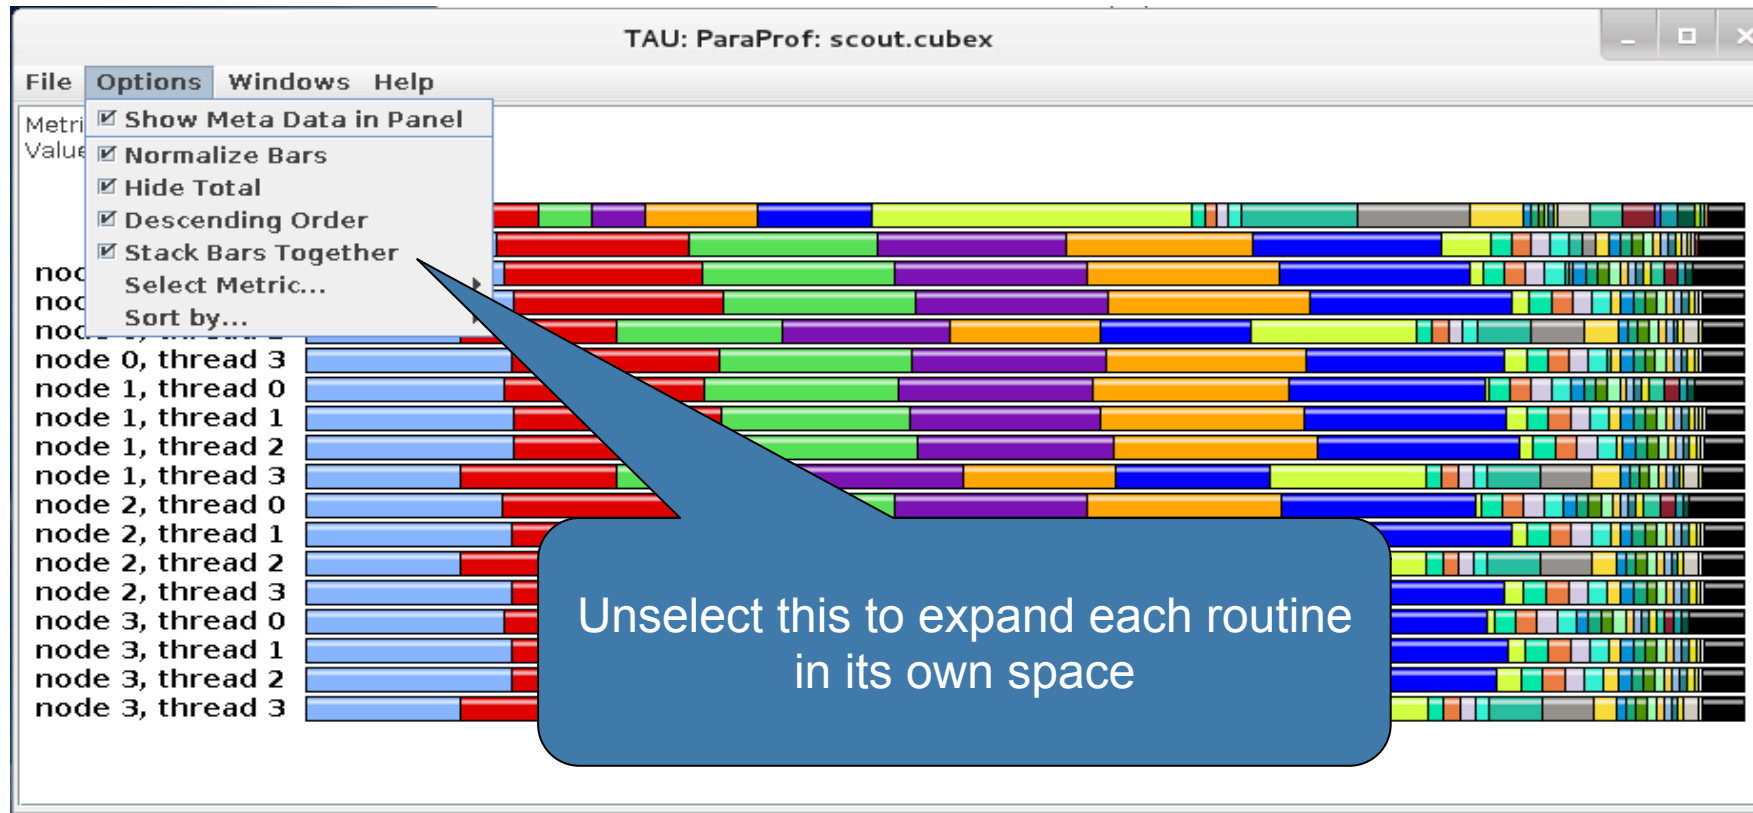 TAU: ParaProf: scout.cubex
File Options Windows Help
Metri
Value
Show Meta Data in Panel
Normalize Bars
Hide Total
Descending Order
Stack Bars Together
Select Metric...
Sort by...
node 0, thread 3
node 1, thread 0
node 1, thread 1
node 1, thread 2
node 1, thread 3
node 2, thread 0
node 2, thread 1
node 2, thread 2
node 2, thread 3
node 3, thread 0
node 3, thread 1
node 3, thread 2
node 3, thread 3
Unselect this to expand each routine
in its own space